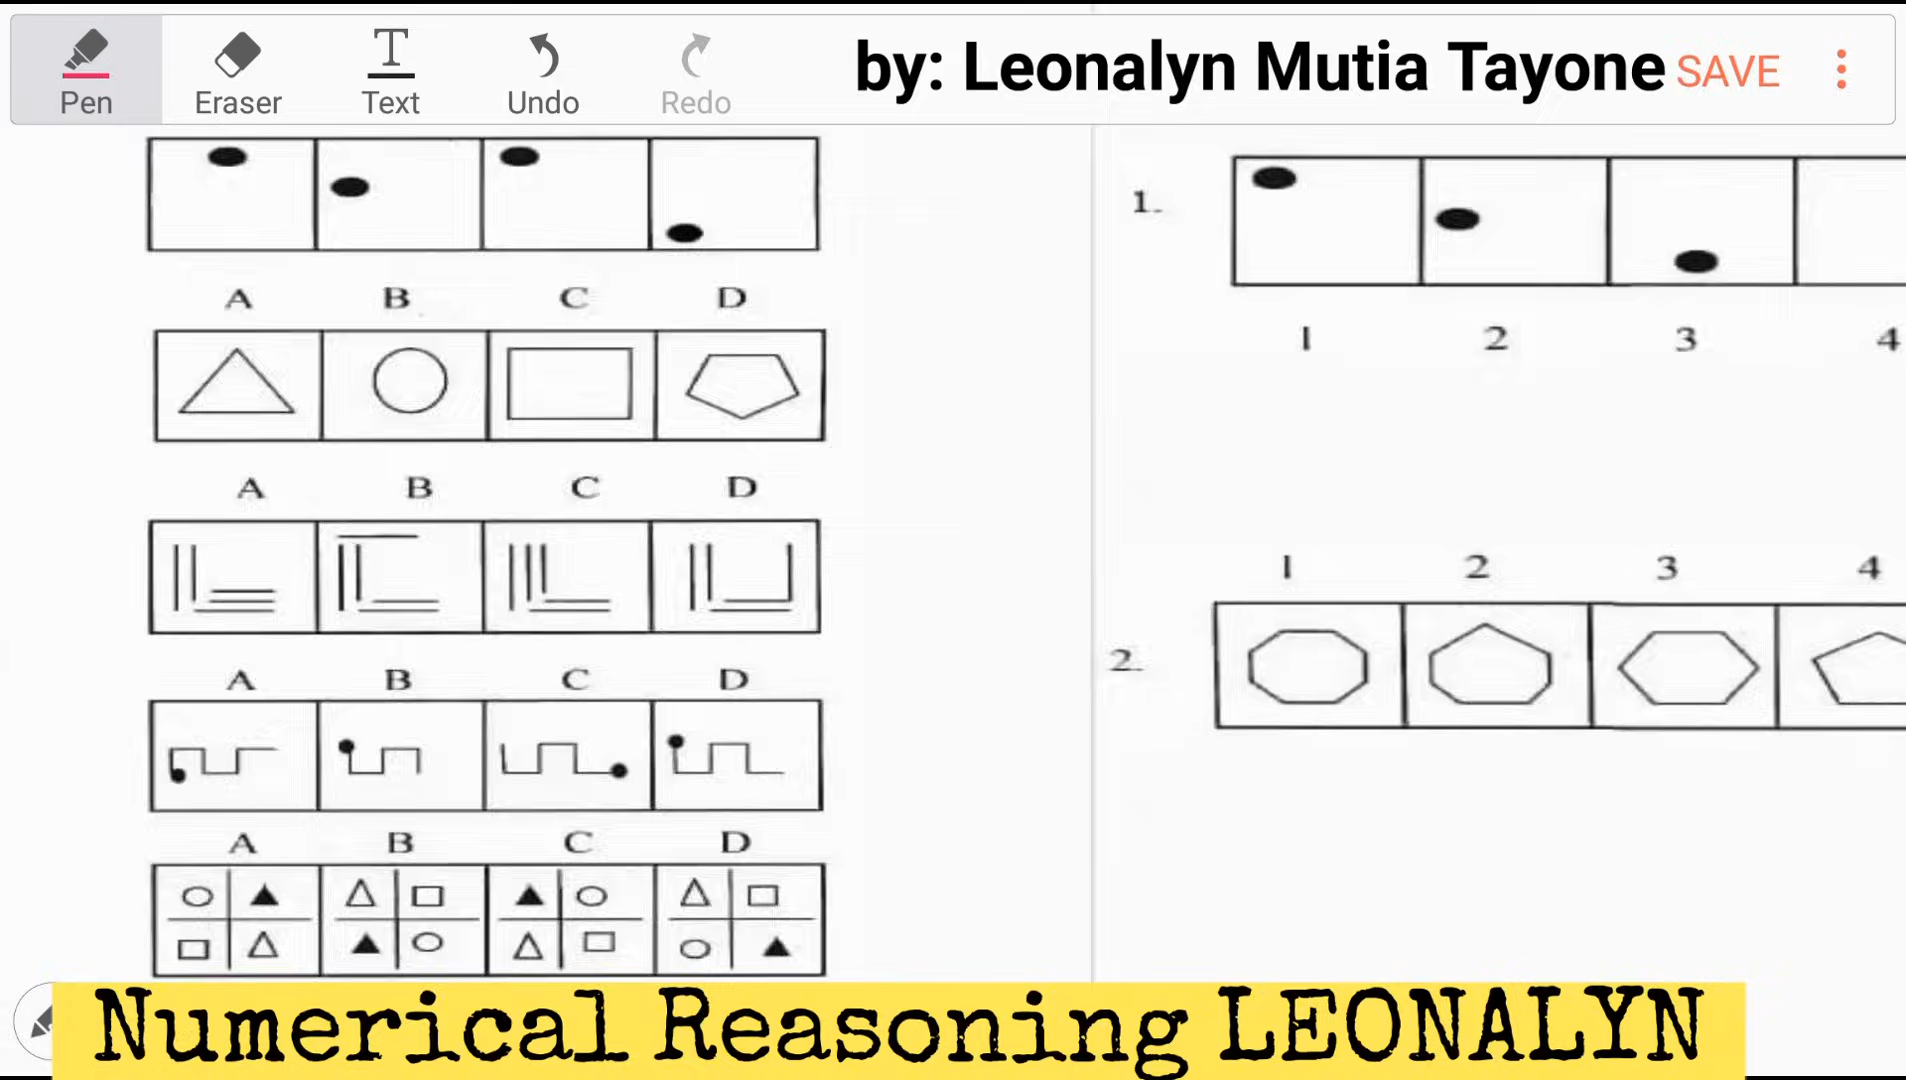 Pen Eraser Text Undo Redo by: Leonalyn Mutia Tayone SAVE
A B C D
A B C D
A B C D
A B C D
1.
1 2 3 4
1 2 3 4
2.
Numerical Reasoning LEONALYN